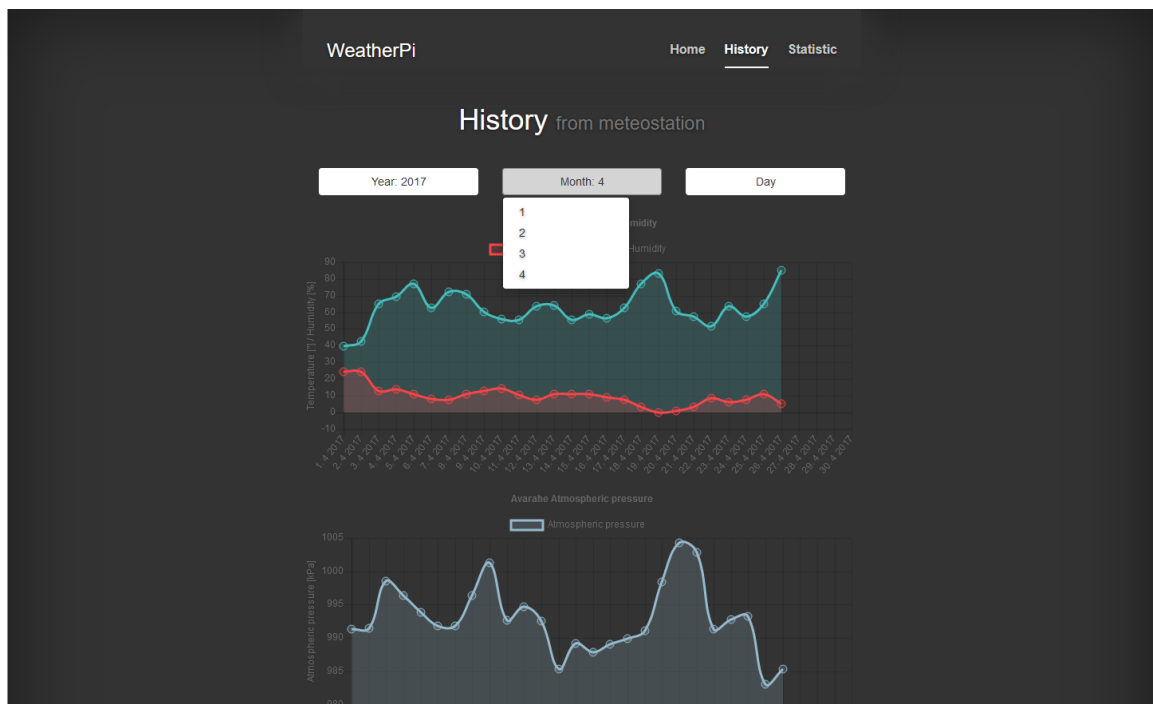 WeatherPi
Home History Statistic
History from meteostation
Year: 2017 Month: 4 Day
1
2
3
4
midity
Humidity
Temperature [°] / Humidity [%]
90
80
70
60
50
40
30
20
10
0
-10
1. 4 2017
2. 4 2017
3. 4 2017
4. 4 2017
5. 4 2017
6. 4 2017
7. 4 2017
8. 4 2017
9. 4 2017
10. 4 2017
11. 4 2017
12. 4 2017
13. 4 2017
14. 4 2017
15. 4 2017
16. 4 2017
17. 4 2017
18. 4 2017
19. 4 2017
20. 4 2017
21. 4 2017
22. 4 2017
23. 4 2017
24. 4 2017
25. 4 2017
26. 4 2017
27. 4 2017
28. 4 2017
29. 4 2017
30. 4 2017
Avarahe Atmospheric pressure
Atmospheric pressure
Atmospheric pressure [kPa]
1005
1000
995
990
985
980